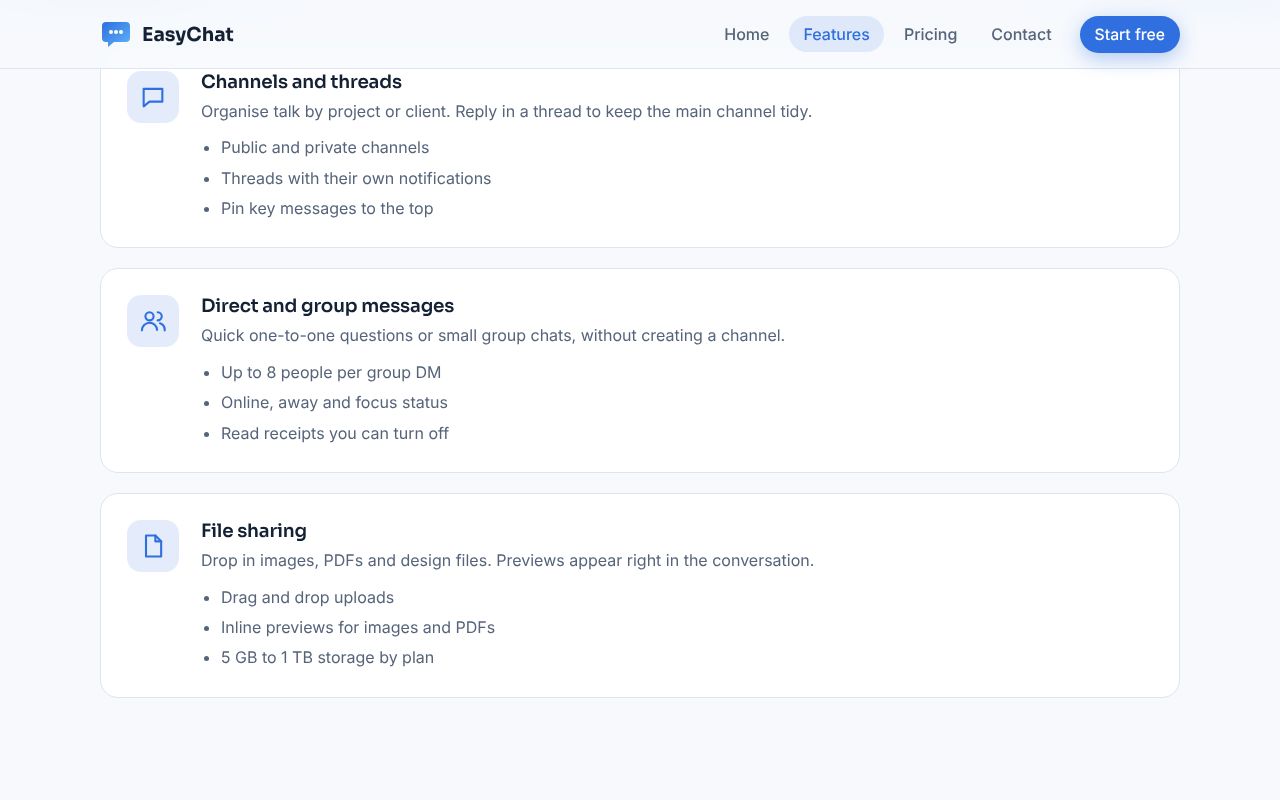 EasyChat
Home
Features
Pricing
Contact
Start free
Channels and threads
Organise talk by project or client. Reply in a thread to keep the main channel tidy.
• Public and private channels
• Threads with their own notifications
• Pin key messages to the top
Direct and group messages
Quick one-to-one questions or small group chats, without creating a channel.
• Up to 8 people per group DM
• Online, away and focus status
• Read receipts you can turn off
File sharing
Drop in images, PDFs and design files. Previews appear right in the conversation.
• Drag and drop uploads
• Inline previews for images and PDFs
• 5 GB to 1 TB storage by plan